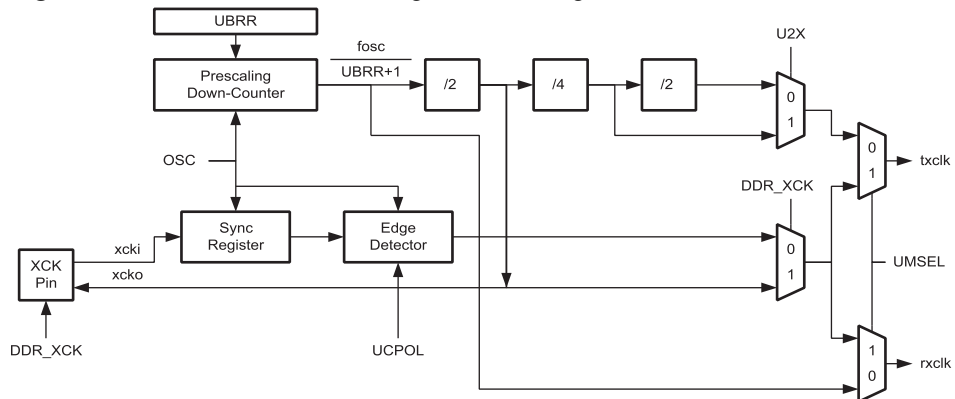 UBRR
fosc
U2X
Prescaling
Down-Counter
UBRR+1
/2
/4
/2
0
1
OSC
0
1
txclk
DDR_XCK
Sync
Register
Edge
Detector
xcki
0
1
XCK
Pin
xcko
UMSEL
DDR_XCK
UCPOL
1
0
rxclk